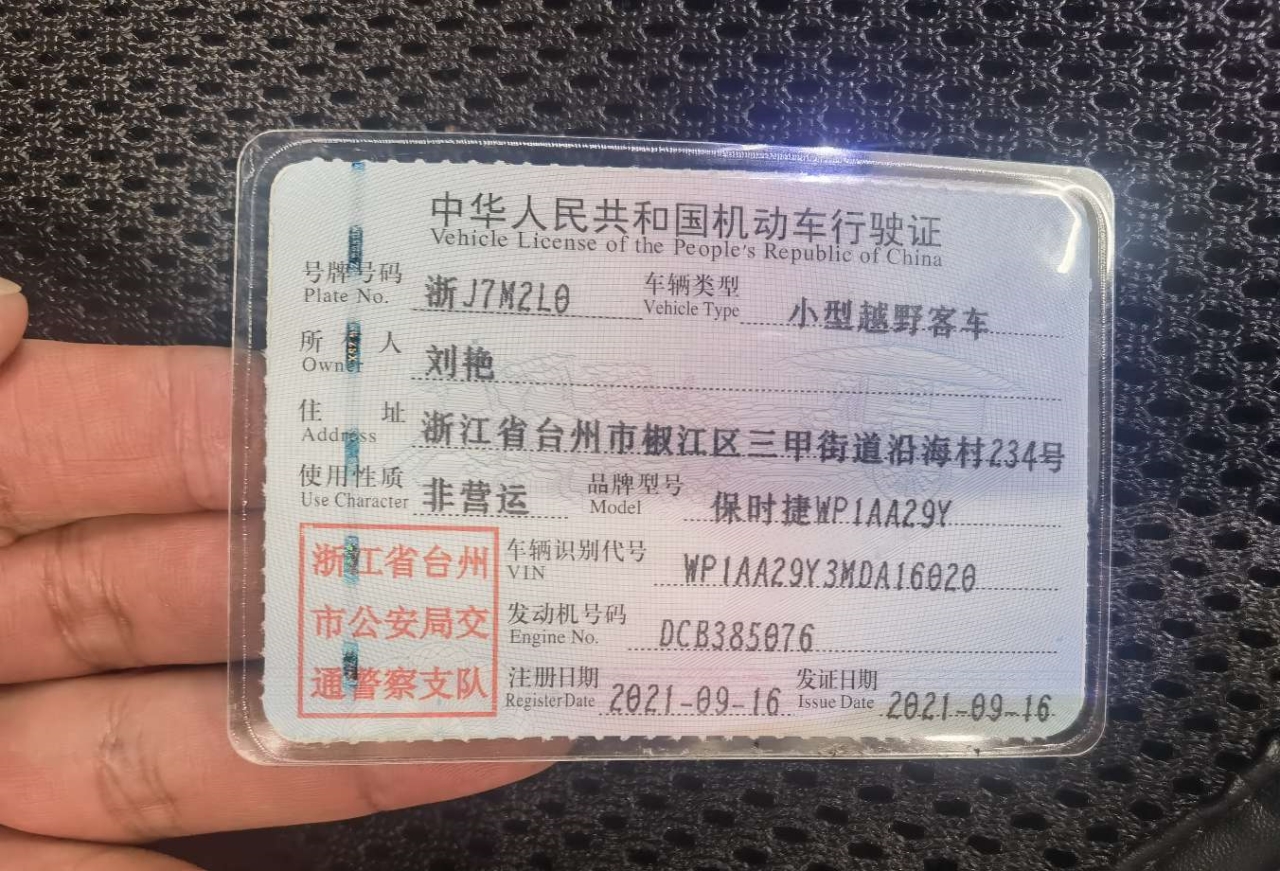 中华人民共和国机动车行驶证
Vehicle License of the People's Republic of China
号牌号码 浙J7M2L0 车辆类型 小型越野客车
Plate No. Vehicle Type
所有人 刘艳
Owner
住址 浙江省台州市椒江区三甲街道沿海村234号
Address
使用性质 非营运 品牌型号 保时捷WP1AA29Y
Use Character Model
浙江省台州
市公安局交
通警察支队
车辆识别代号 WP1AA29Y3MDA16020
VIN
发动机号码 DCB385076
Engine No.
注册日期 2021-09-16 发证日期 2021-09-16
Register Date Issue Date